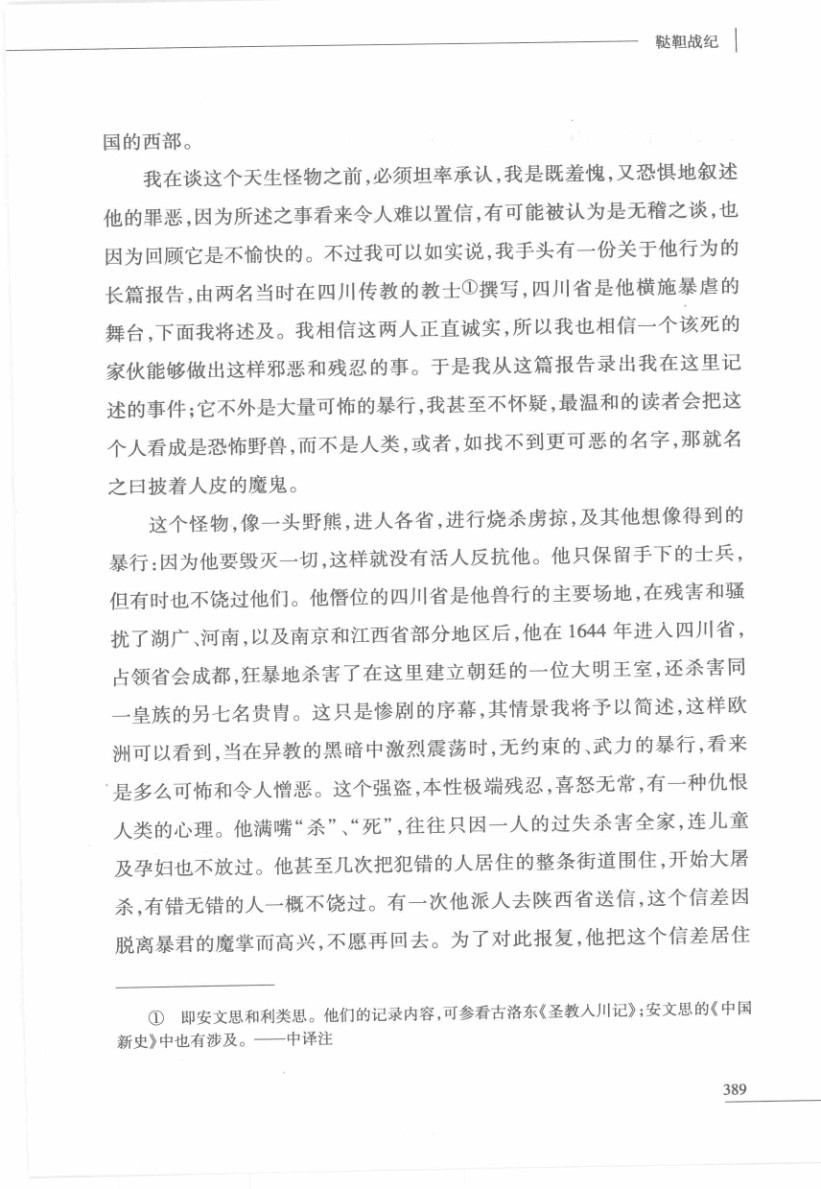 鞑靼战纪
国的西部。
我在谈这个天生怪物之前,必须坦率承认,我是既羞愧,又恐惧地叙述
他的罪恶,因为所述之事看来令人难以置信,有可能被认为是无稽之谈,也
因为回顾它是不愉快的。不过我可以如实说,我手头有一份关于他行为的
长篇报告,由两名当时在四川传教的教士①撰写,四川省是他横施暴虐的
舞台,下面我将述及。我相信这两人正直诚实,所以我也相信一个该死的
家伙能够做出这样邪恶和残忍的事。于是我从这篇报告录出我在这里记
述的事件;它不外是大量可怖的暴行,我甚至不怀疑,最温和的读者会把这
个人看成是恐怖野兽,而不是人类,或者,如找不到更可恶的名字,那就名
之曰披着人皮的魔鬼。
这个怪物,像一头野熊,进人各省,进行烧杀虏掠,及其他想像得到的
暴行:因为他要毁灭一切,这样就没有活人反抗他。他只保留手下的士兵,
但有时也不饶过他们。他僭位的四川省是他兽行的主要场地,在残害和骚
扰了湖广、河南,以及南京和江西省部分地区后,他在 1644 年进入四川省,
占领省会成都,狂暴地杀害了在这里建立朝廷的一位大明王室,还杀害同
一皇族的另七名贵胄。这只是惨剧的序幕,其情景我将予以简述,这样欧
洲可以看到,当在异教的黑暗中激烈震荡时,无约束的、武力的暴行,看来
是多么可怖和令人憎恶。这个强盗,本性极端残忍,喜怒无常,有一种仇恨
人类的心理。他满嘴“杀”、“死”,往往只因一人的过失杀害全家,连儿童
及孕妇也不放过。他甚至几次把犯错的人居住的整条街道围住,开始大屠
杀,有错无错的人一概不饶过。有一次他派人去陕西省送信,这个信差因
脱离暴君的魔掌而高兴,不愿再回去。为了对此报复,他把这个信差居住
① 即安文思和利类思。他们的记录内容,可参看古洛东《圣教入川记》;安文思的《中国
新史》中也有涉及。——中译注
389